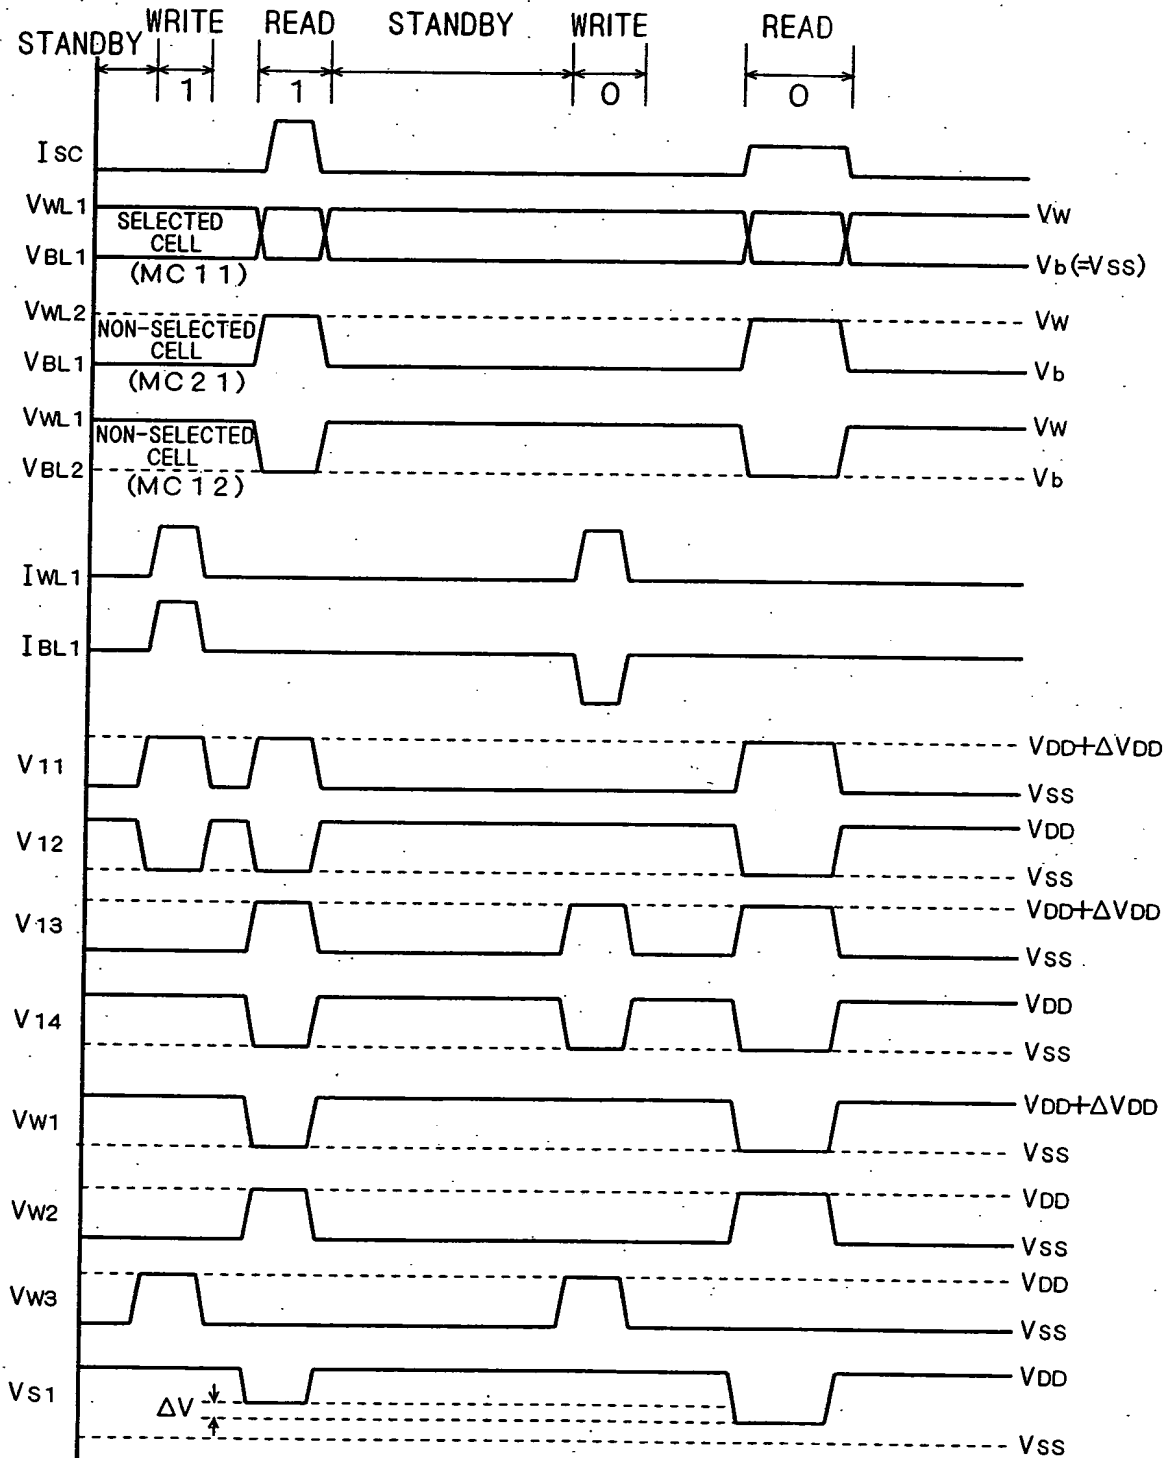 STANDBY WRITE READ STANDBY WRITE READ
1 1 0 0
ISC
VWL1 VW
SELECTED
CELL
VBL1 Vb(=VSS)
(MC11)
VWL2 VW
NON-SELECTED
CELL
VBL1 Vb
(MC21)
VWL1 VW
NON-SELECTED
CELL
VBL2 Vb
(MC12)
IWL1
IBL1
V11 VDD+ΔVDD
VSS
V12 VDD
VSS
V13 VDD+ΔVDD
VSS
V14 VDD
VSS
VW1 VDD+ΔVDD
VSS
VW2 VDD
VSS
VW3 VDD
VSS
VS1 VDD
ΔV
VSS